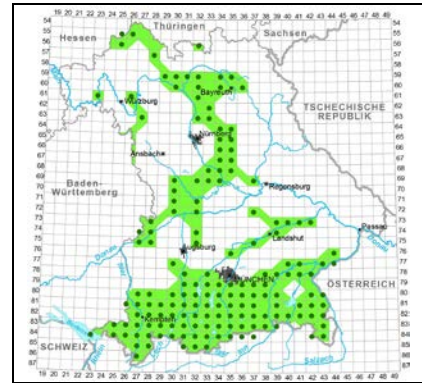 19 20 21 22 23 24 25 26 27 28 29 30 31 32 33 34 35 36 37 38 39 40 41 42 43 44 45 46 47 48 49
Thüringen
Hessen
Sachsen
Bayreuth
Würzburg
TSCHECHISCHE
REPUBLIK
Nürnberg
Ansbach
Baden-
Württemberg
Regensburg
Passau
Donau
Donau
Landshut
Augsburg
MÜNCHEN
ÖSTERREICH
Kempten
SCHWEIZ
Salzach
19 20 21 22 23 24 25 26 27 28 29 30 31 32 33 34 35 36 37 38 39 40 41 42 43 44 45 46 47 48 49